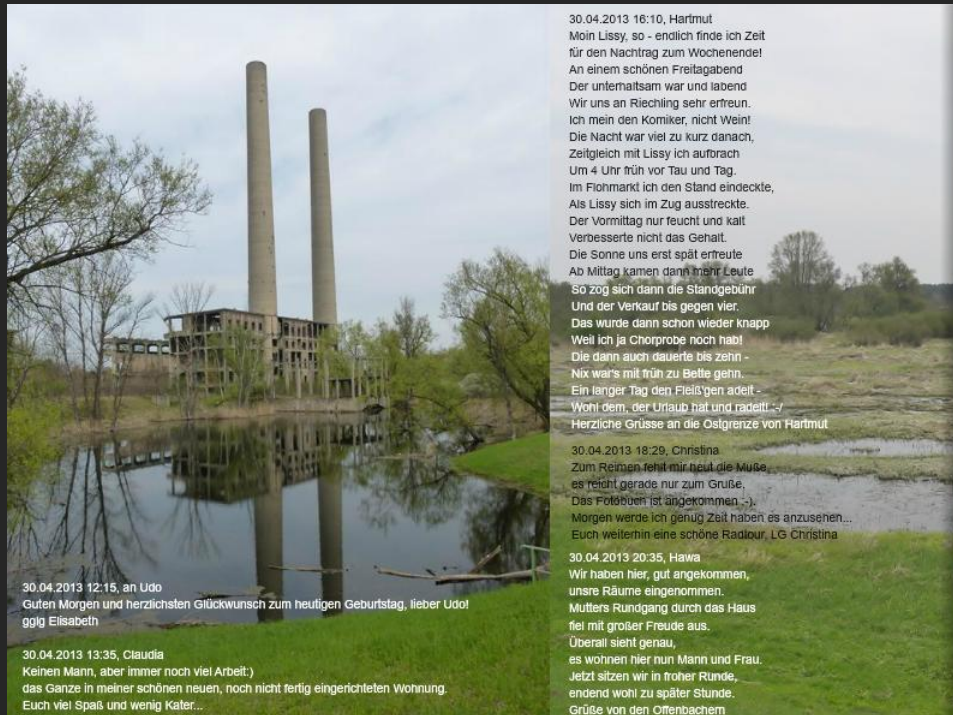 30.04.2013 12:15, an Udo
Guten Morgen und herzlichsten Glückwunsch zum heutigen Geburtstag, lieber Udo!
gglg Elisabeth
30.04.2013 13:35, Claudia
Keinen Mann, aber immer noch viel Arbeit:)
das Ganze in meiner schönen neuen, noch nicht fertig eingerichteten Wohnung.
Euch viel Spaß und wenig Kater...
30.04.2013 16:10, Hartmut
Moin Lissy, so - endlich finde ich Zeit
für den Nachtrag zum Wochenende!
An einem schönen Freitagabend
Der unterhaltsam war und labend
Wir uns an Riechling sehr erfreun.
Ich mein den Komiker, nicht Wein!
Die Nacht war viel zu kurz danach,
Zeitgleich mit Lissy ich aufbrach
Um 4 Uhr früh vor Tau und Tag.
Im Flohmarkt ich den Stand eindeckte,
Als Lissy sich im Zug ausstreckte.
Der Vormittag nur feucht und kalt
Verbesserte nicht das Gehalt.
Die Sonne uns erst spät erfreute
Ab Mittag kamen dann mehr Leute
So zog sich dann die Standgebühr
Und der Verkauf bis gegen vier.
Das wurde dann schon wieder knapp
Weil ich ja Chorprobe noch hab!
Die dann auch dauerte bis zehn -
Nix war's mit früh zu Bette gehn.
Ein langer Tag den Fleiß'gen adelt -
Wohl dem, der Urlaub hat und radelt! :-/
Herzliche Grüsse an die Ostgrenze von Hartmut
30.04.2013 18:29, Christina
Zum Reimen fehlt mir heut die Muße,
es reicht gerade nur zum Gruße.
Das Fotobuch ist angekommen ;-).
Morgen werde ich genug Zeit haben es anzusehen...
Euch weiterhin eine schöne Radtour, LG Christina
30.04.2013 20:35, Hawa
Wir haben hier, gut angekommen,
unsre Räume eingenommen.
Mutters Rundgang durch das Haus
fiel mit großer Freude aus.
Überall sieht genau,
es wohnen hier nun Mann und Frau.
Jetzt sitzen wir in froher Runde,
endend wohl zu später Stunde.
Grüße von den Offenbachern